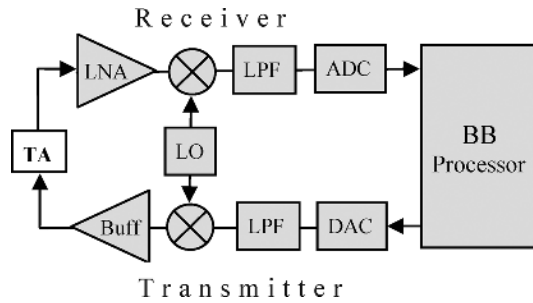 Receiver
LNA
LPF
ADC
TA
LO
BB
Processor
Buff
LPF
DAC
Transmitter